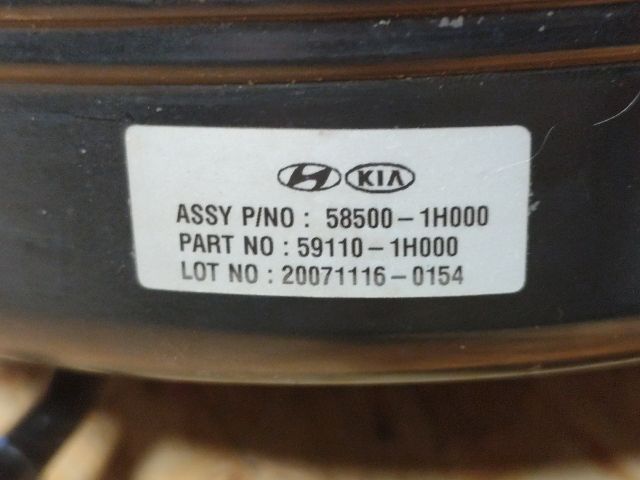 KIA
ASSY P/NO : 58500-1H000
PART NO : 59110-1H000
LOT NO : 20071116-0154